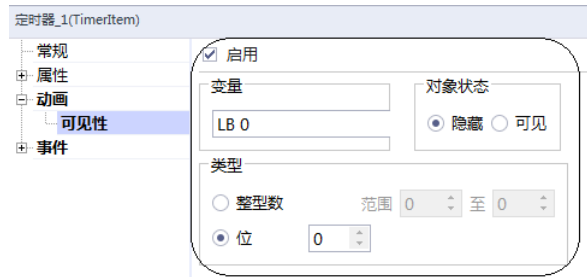 定时器_1(TimerItem)
常规
属性
动画
可见性
事件
启用
变量
LB 0
对象状态
隐藏 可见
类型
整型数 范围 0 至 0
位 0